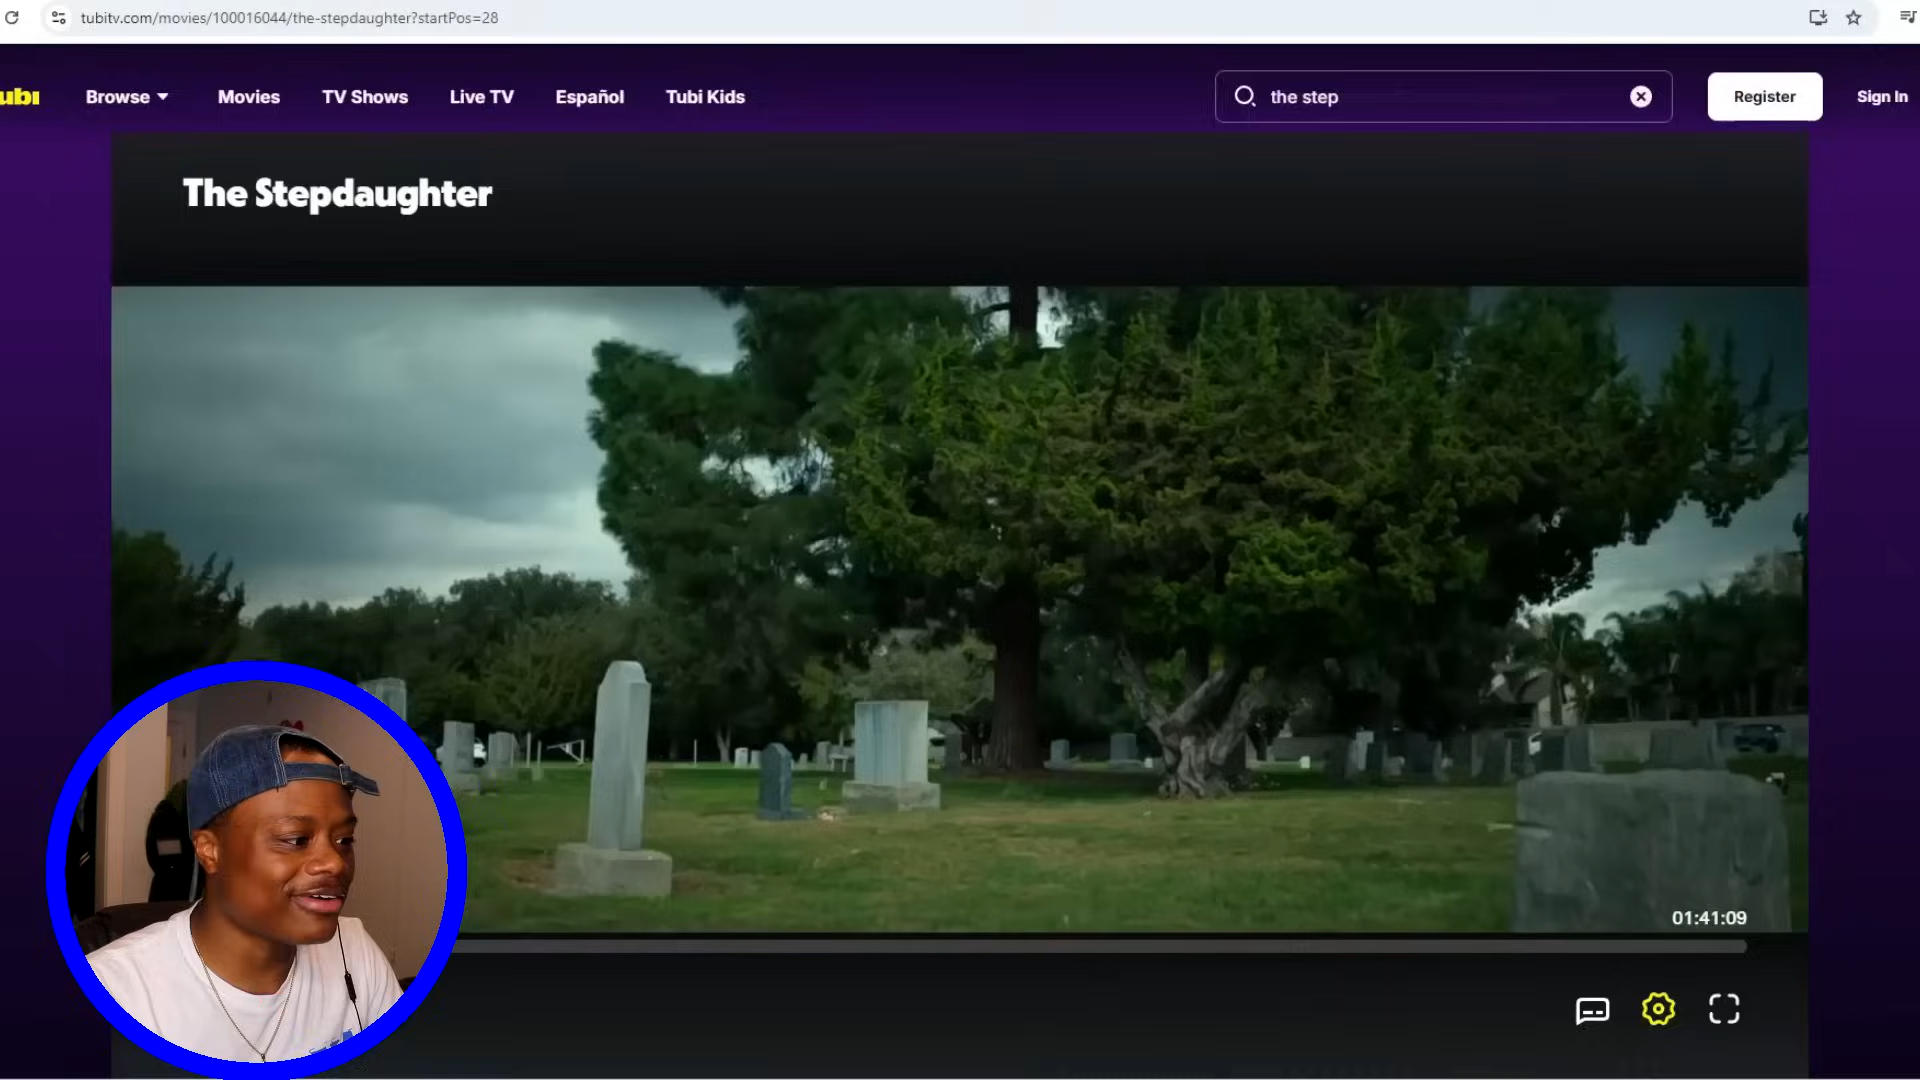 tubitv.com/movies/100016044/the-stepdaughter?startPos=28
tubi
Browse
Movies
TV Shows
Live TV
Español
Tubi Kids
the step
Register
Sign In
The Stepdaughter
01:41:09